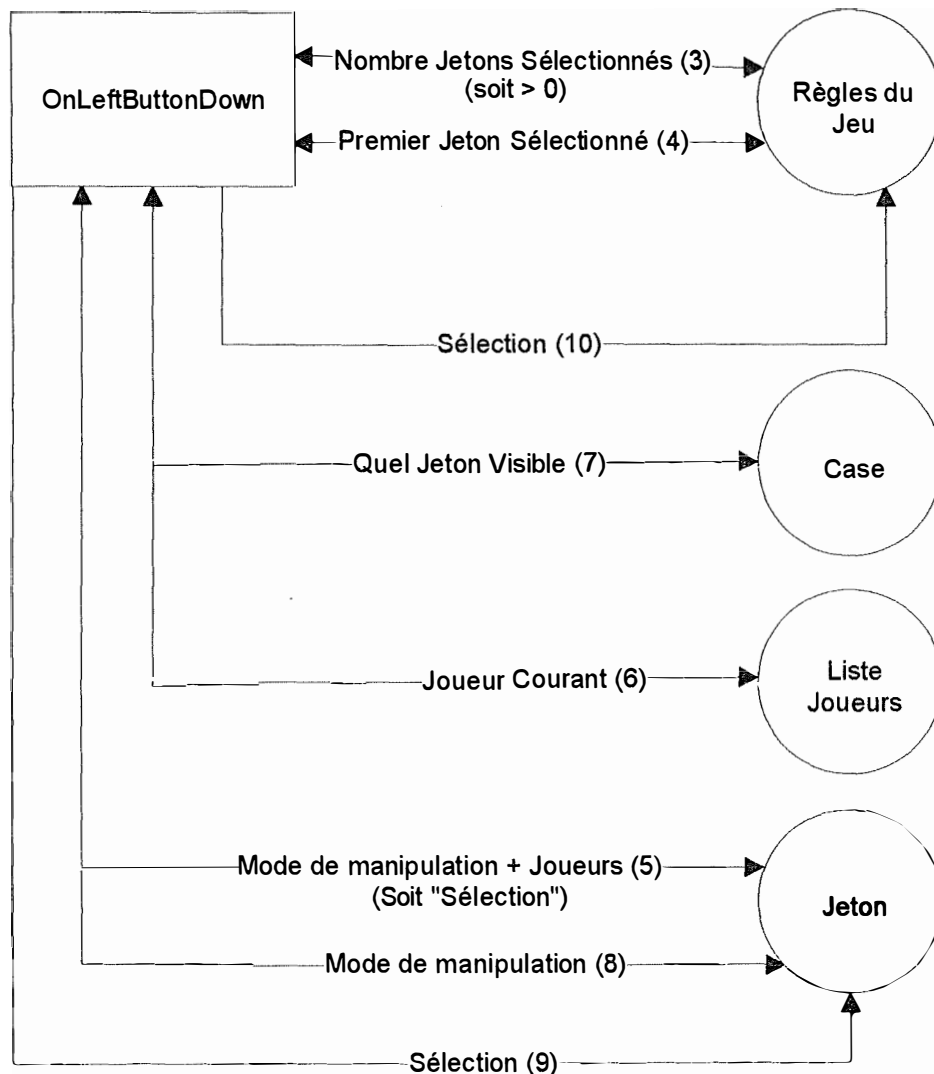 OnLeftButtonDown
Nombre Jetons Sélectionnés (3)
(soit > 0)
Premier Jeton Sélectionné (4)
Règles du
Jeu
Sélection (10)
Quel Jeton Visible (7)
Case
Joueur Courant (6)
Liste
Joueurs
Mode de manipulation + Joueurs (5)
(Soit "Sélection")
Jeton
Mode de manipulation (8)
Sélection (9)